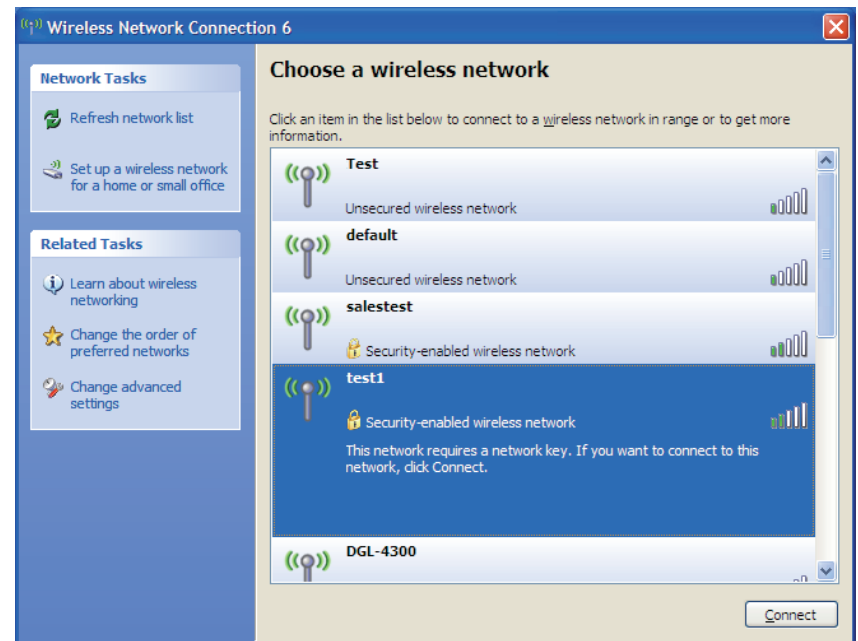 Wireless Network Connection 6
Network Tasks
Refresh network list
Set up a wireless network
for a home or small office
Related Tasks
Learn about wireless
networking
Change the order of
preferred networks
Change advanced
settings
Choose a wireless network
Click an item in the list below to connect to a wireless network in range or to get more
information.
Test
Unsecured wireless network
default
Unsecured wireless network
salestest
Security-enabled wireless network
test1
Security-enabled wireless network
This network requires a network key. If you want to connect to this
network, click Connect.
DGL-4300
Connect